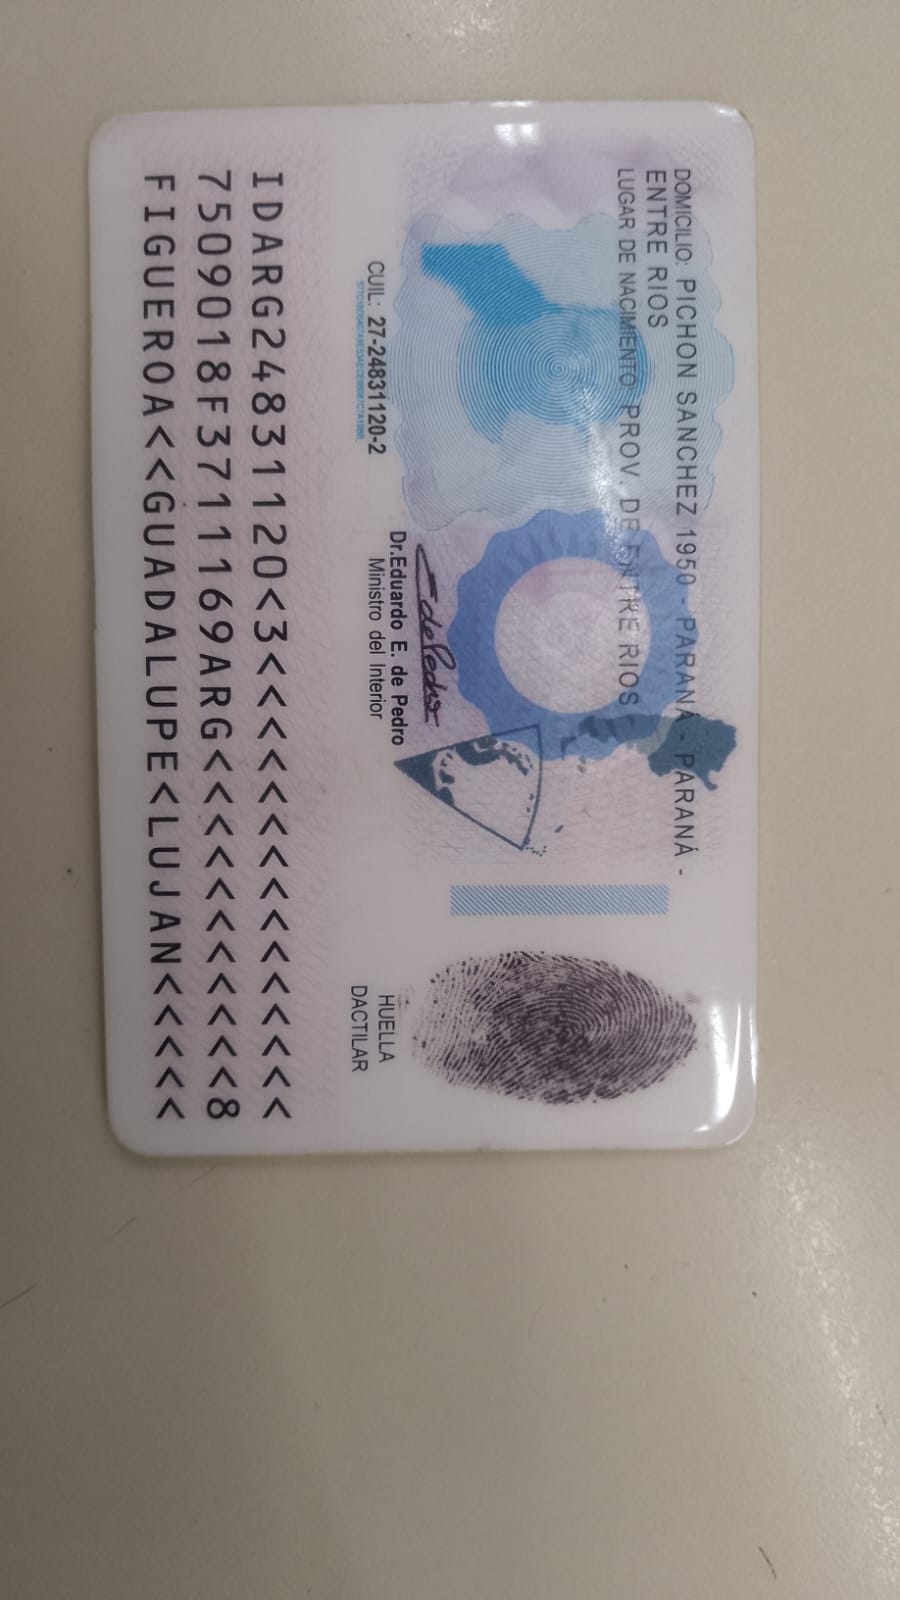 DOMICILIO: PICHON SANCHEZ 1950 - PARANÁ - PARANÁ -
ENTRE RIOS
LUGAR DE NACIMIENTO: PROV. DE ENTRE RIOS
CUIL: 27-24831120-2
Dr.Eduardo E. de Pedro
Ministro del Interior
HUELLA
DACTILAR
IDARG24831120<3<<<<<<<<<<<<<<<
7509018F3711169ARG<<<<<<<<<<<8
FIGUEROA<<GUADALUPE<LUJAN<<<<<